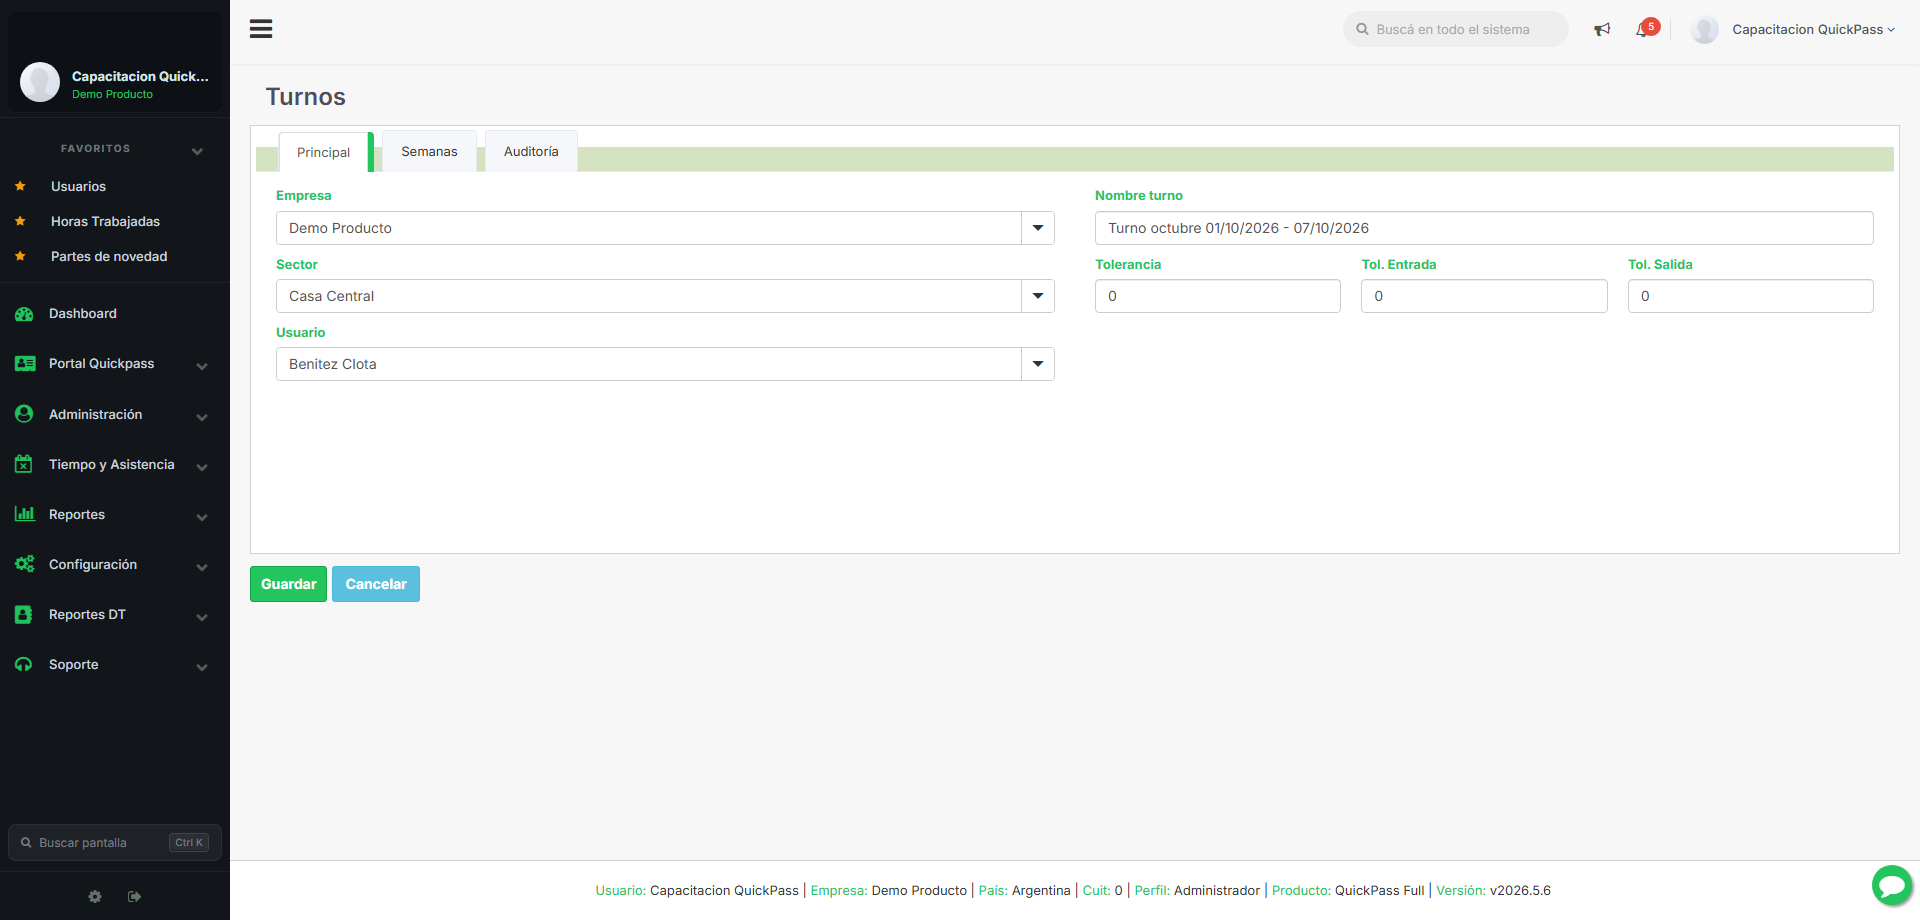 Capacitacion Quick...
Demo Producto
FAVORITOS
Usuarios
Horas Trabajadas
Partes de novedad
Dashboard
Portal Quickpass
Administración
Tiempo y Asistencia
Reportes
Configuración
Reportes DT
Soporte
Buscar pantalla Ctrl K
Buscá en todo el sistema 5 Capacitacion QuickPass
Turnos
Principal Semanas Auditoría
Empresa
Demo Producto
Sector
Casa Central
Usuario
Benitez Clota
Nombre turno
Turno octubre 01/10/2026 - 07/10/2026
Tolerancia Tol. Entrada Tol. Salida
0 0 0
Guardar Cancelar
Usuario: Capacitacion QuickPass | Empresa: Demo Producto | País: Argentina | Cuit: 0 | Perfil: Administrador | Producto: QuickPass Full | Versión: v2026.5.6